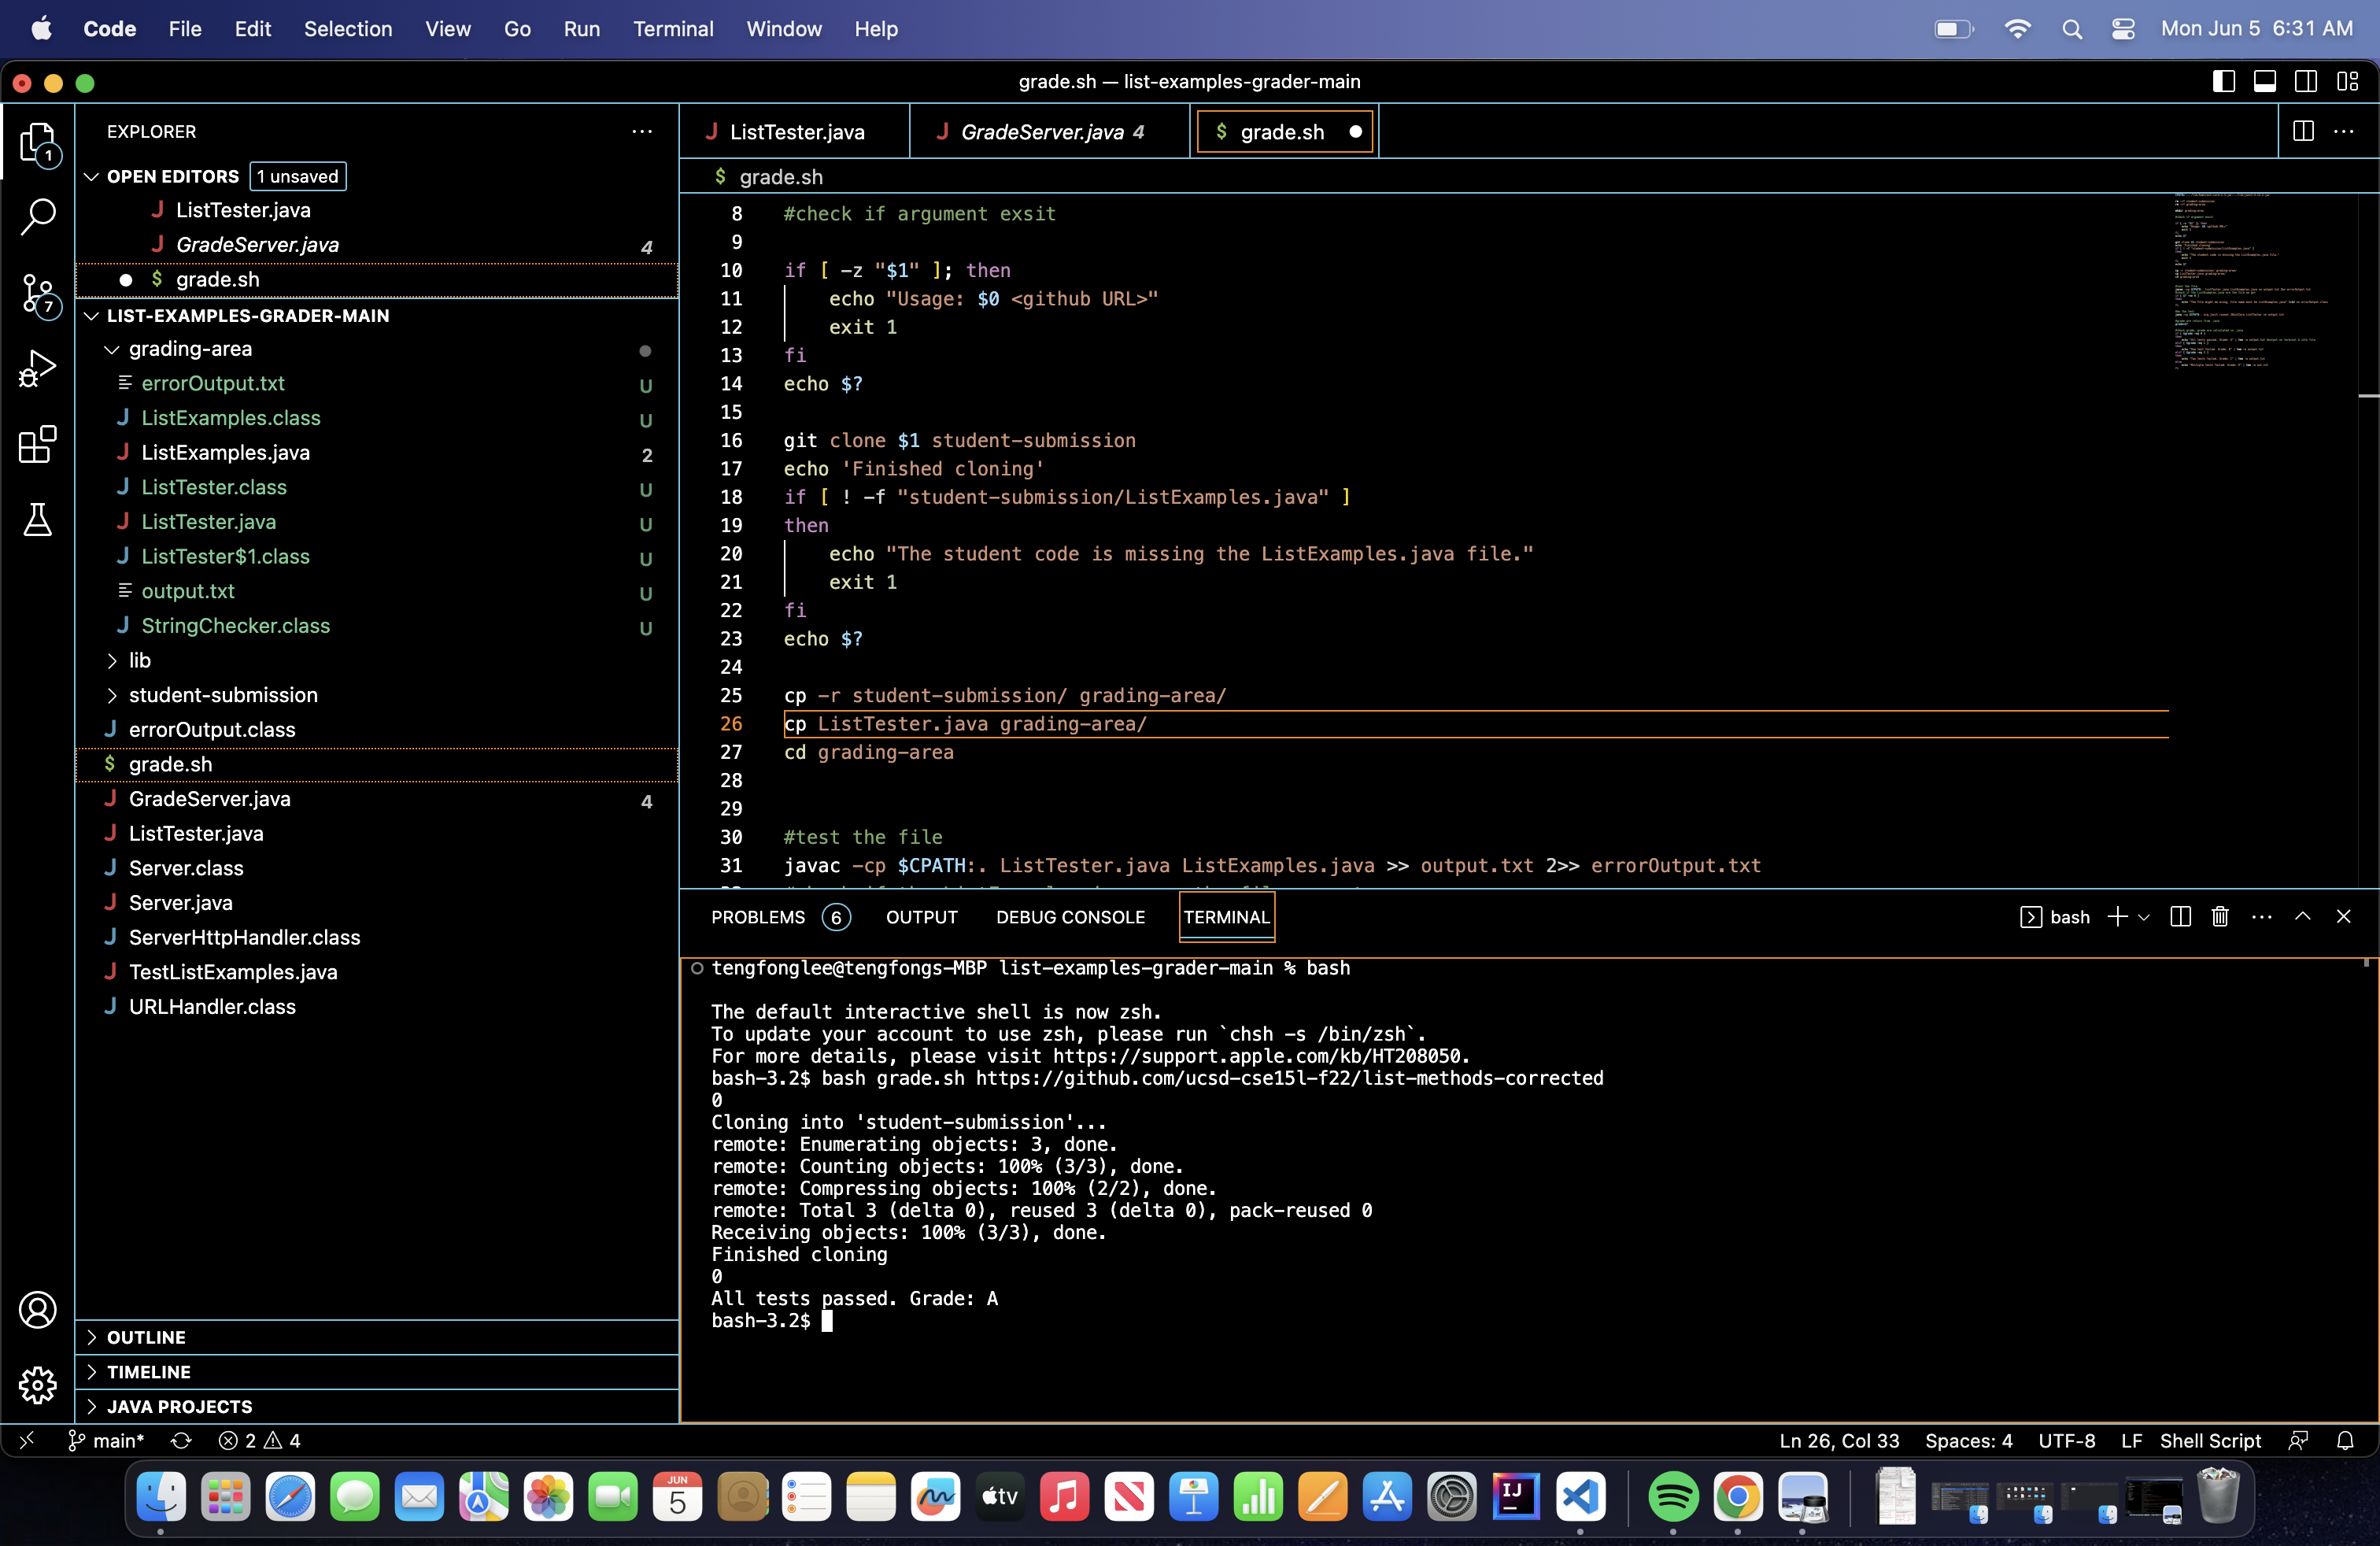 Code File Edit Selection View Go Run Terminal Window Help Mon Jun 5 6:31 AM
grade.sh — list-examples-grader-main
EXPLORER
OPEN EDITORS 1 unsaved
ListTester.java
GradeServer.java 4
grade.sh
LIST-EXAMPLES-GRADER-MAIN
grading-area
errorOutput.txt U
ListExamples.class U
ListExamples.java 2
ListTester.class U
ListTester.java U
ListTester$1.class U
output.txt U
StringChecker.class U
lib
student-submission
errorOutput.class
grade.sh
GradeServer.java 4
ListTester.java
Server.class
Server.java
ServerHttpHandler.class
TestListExamples.java
URLHandler.class
OUTLINE
TIMELINE
JAVA PROJECTS
1
7
ListTester.java GradeServer.java 4 $ grade.sh
$ grade.sh
8 #check if argument exsit
9
10 if [ -z "$1" ]; then
11 echo "Usage: $0 <github URL>"
12 exit 1
13 fi
14 echo $?
15
16 git clone $1 student-submission
17 echo 'Finished cloning'
18 if [ ! -f "student-submission/ListExamples.java" ]
19 then
20 echo "The student code is missing the ListExamples.java file."
21 exit 1
22 fi
23 echo $?
24
25 cp -r student-submission/ grading-area/
26 cp ListTester.java grading-area/
27 cd grading-area
28
29
30 #test the file
31 javac -cp $CPATH:. ListTester.java ListExamples.java >> output.txt 2>> errorOutput.txt
PROBLEMS 6 OUTPUT DEBUG CONSOLE TERMINAL bash
tengfonglee@tengfongs-MBP list-examples-grader-main % bash
The default interactive shell is now zsh.
To update your account to use zsh, please run `chsh -s /bin/zsh`.
For more details, please visit https://support.apple.com/kb/HT208050.
bash-3.2$ bash grade.sh https://github.com/ucsd-cse15l-f22/list-methods-corrected
0
Cloning into 'student-submission'...
remote: Enumerating objects: 3, done.
remote: Counting objects: 100% (3/3), done.
remote: Compressing objects: 100% (2/2), done.
remote: Total 3 (delta 0), reused 3 (delta 0), pack-reused 0
Receiving objects: 100% (3/3), done.
Finished cloning
0
All tests passed. Grade: A
bash-3.2$
main* 2 4 Ln 26, Col 33 Spaces: 4 UTF-8 LF Shell Script
JUN
5
tv
IJ